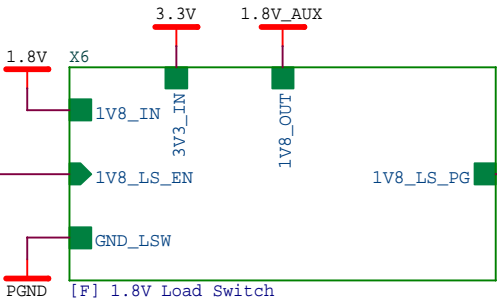 3.3V
1.8V_AUX
1.8V
X6
1V8_IN
3V3_IN
1V8_OUT
1V8_LS_EN
1V8_LS_PG
GND_LSW
PGND
[F] 1.8V Load Switch